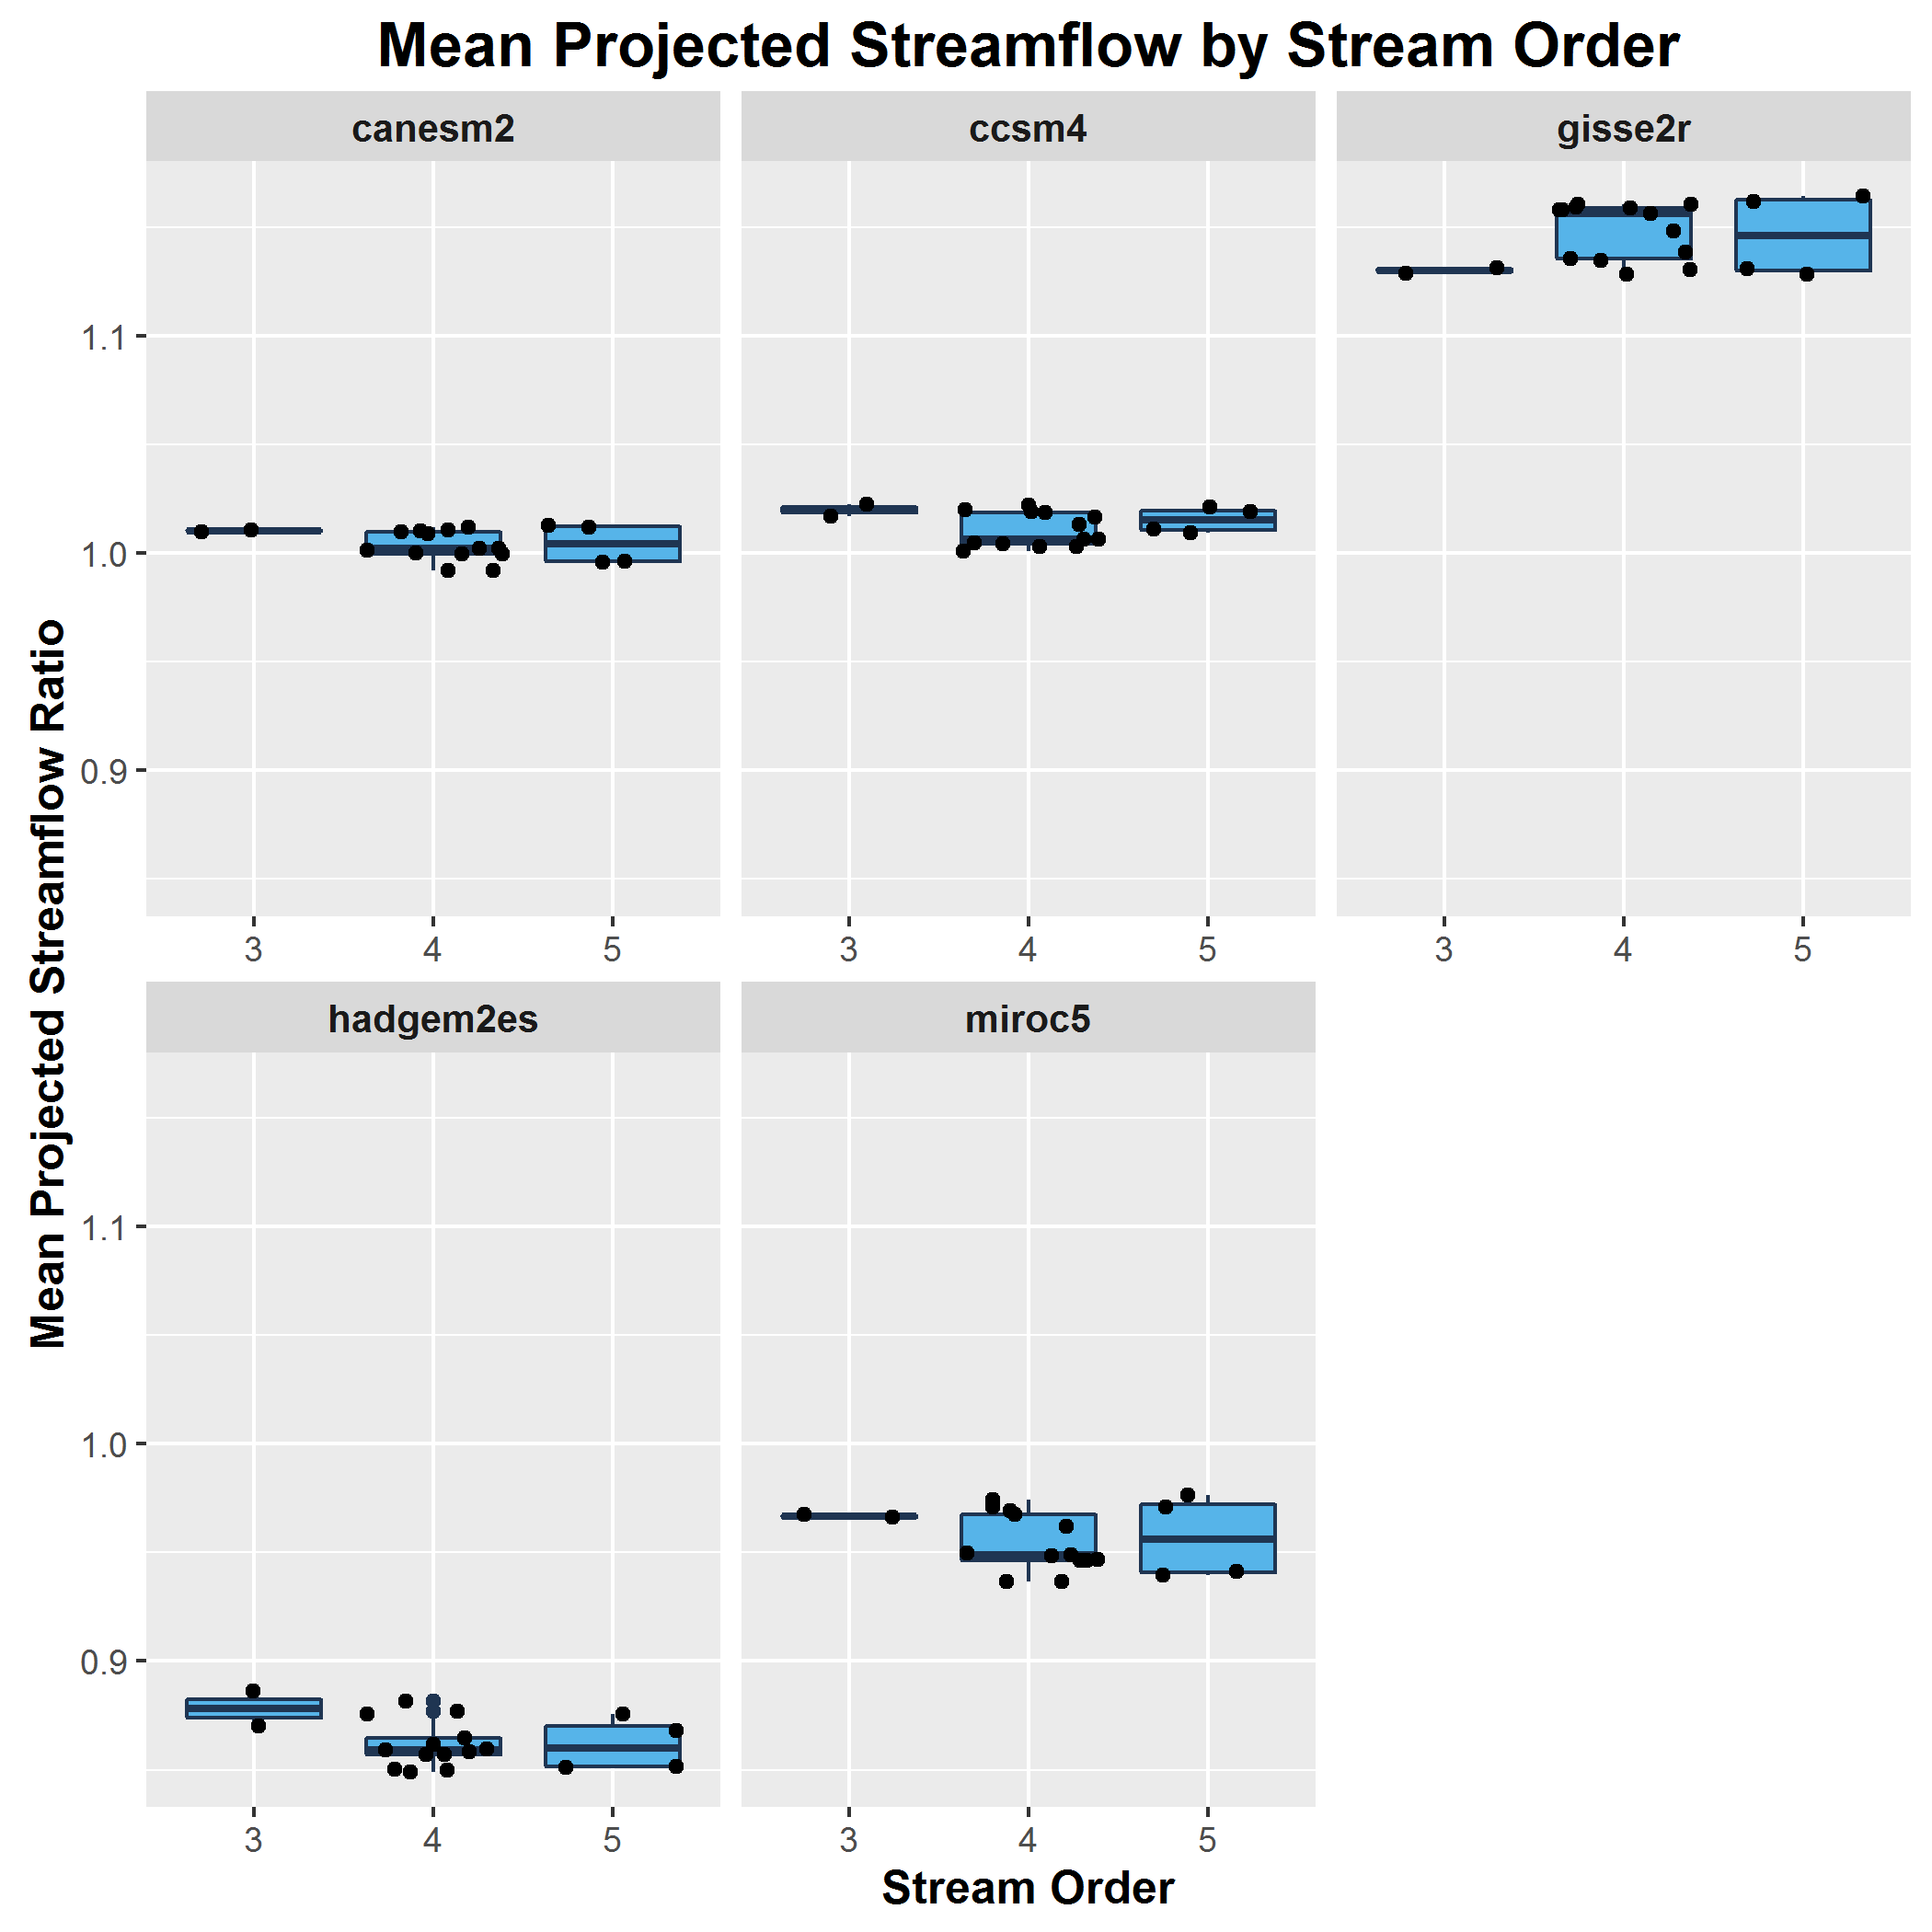 Mean Projected Streamflow by Stream Order
canesm2 ccsm4 gisse2r
1.1
1.0
0.9
3 4 5 3 4 5 3 4 5
Mean Projected Streamflow Ratio
hadgem2es miroc5
1.1
1.0
0.9
3 4 5 3 4 5
Stream Order